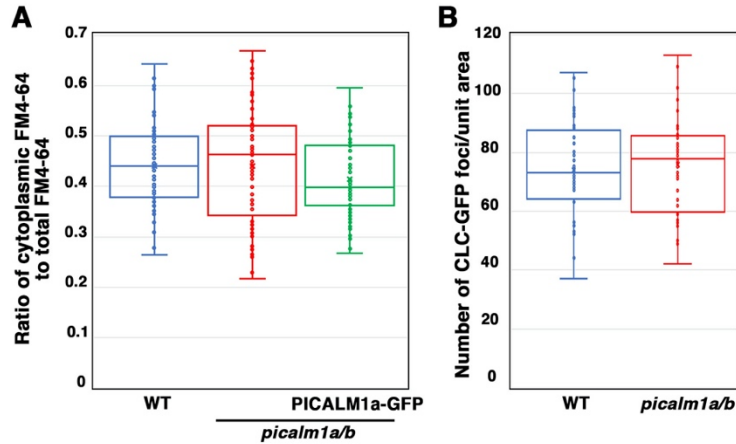 A
Ratio of cytoplasmic FM4-64
to total FM4-64
0.7
0.6
0.5
0.4
0.3
0.2
0.1
0
WT
PICALM1a-GFP
picalm1a/b
B
Number of CLC-GFP foci/unit area
120
100
80
60
40
20
0
WT
picalm1a/b